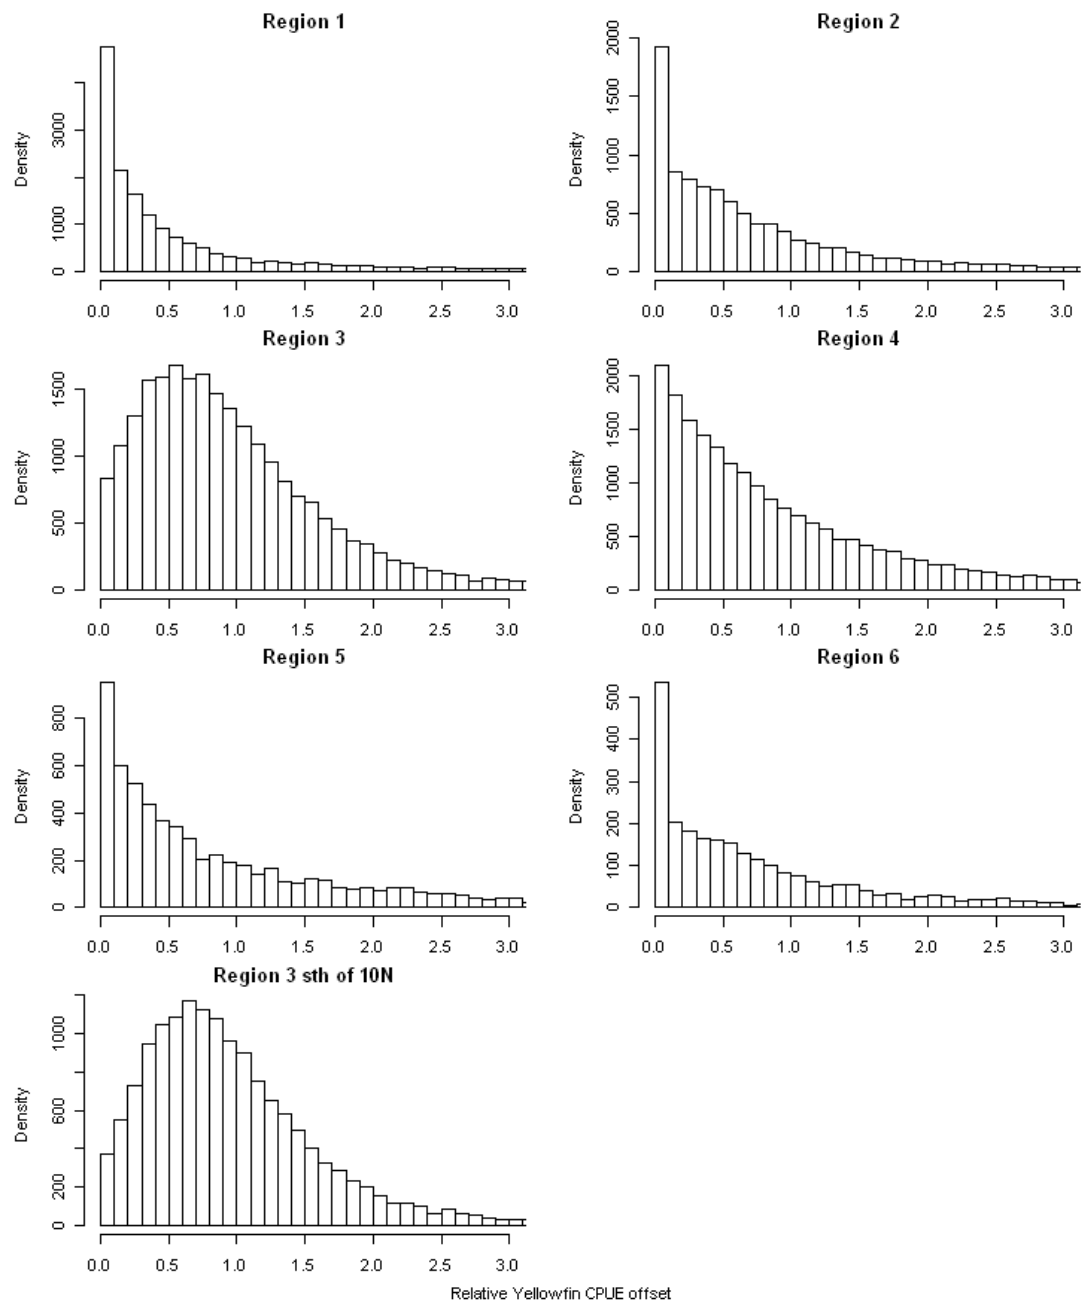 Region 1
Density
0
1000
3000
0.0 0.5 1.0 1.5 2.0 2.5 3.0
Region 2
Density
0
500
1000
1500
2000
0.0 0.5 1.0 1.5 2.0 2.5 3.0
Region 3
Density
0
500
1000
1500
0.0 0.5 1.0 1.5 2.0 2.5 3.0
Region 4
Density
0
500
1000
1500
2000
0.0 0.5 1.0 1.5 2.0 2.5 3.0
Region 5
Density
0
200
400
600
800
0.0 0.5 1.0 1.5 2.0 2.5 3.0
Region 6
Density
0
100
200
300
400
500
0.0 0.5 1.0 1.5 2.0 2.5 3.0
Region 3 sth of 10N
Density
0
200
600
1000
0.0 0.5 1.0 1.5 2.0 2.5 3.0
Relative Yellowfin CPUE offset